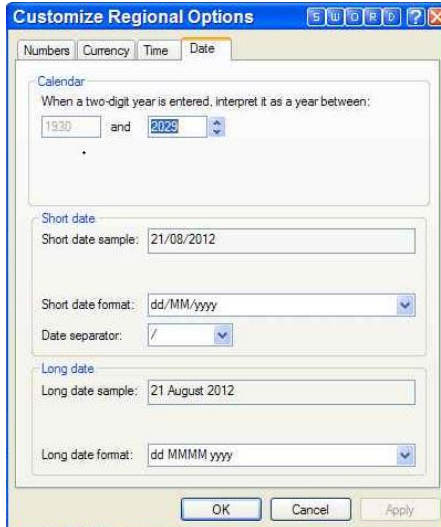 Customize Regional Options S W O R D
Numbers Currency Time Date
Calendar
When a two-digit year is entered, interpret it as a year between:
1930 and 2029
Short date
Short date sample: 21/08/2012
Short date format: dd/MM/yyyy
Date separator: /
Long date
Long date sample: 21 August 2012
Long date format: dd MMMM yyyy
OK Cancel Apply